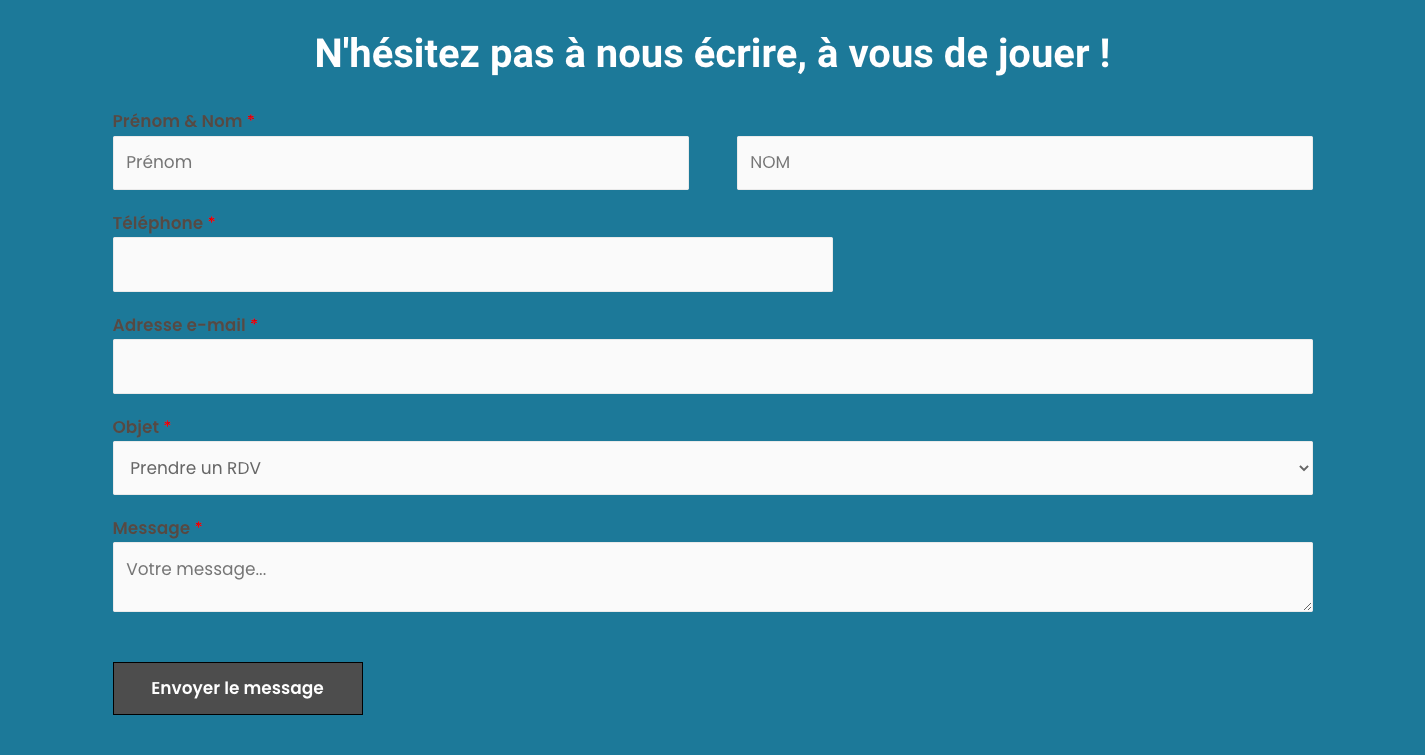 N'hésitez pas à nous écrire, à vous de jouer !
Prénom & Nom *
Prénom
NOM
Téléphone *
Adresse e-mail *
Objet *
Prendre un RDV
Message *
Votre message...
Envoyer le message